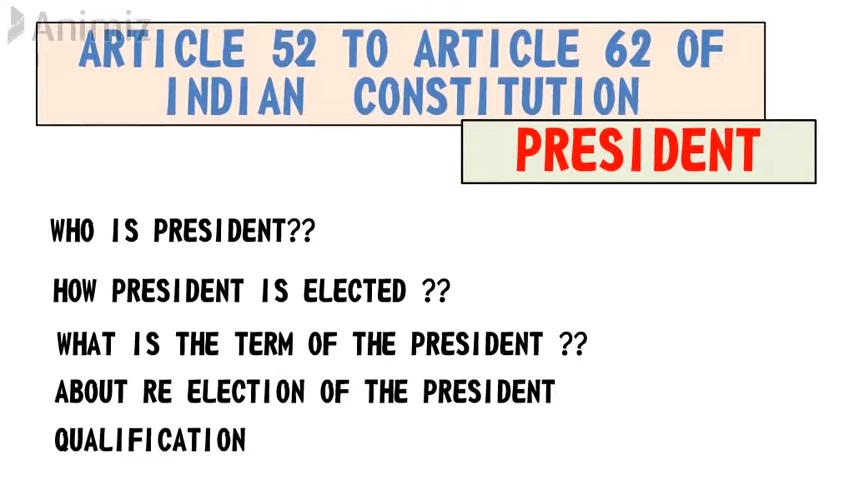 Animiz
ARTICLE 52 TO ARTICLE 62 OF
INDIAN CONSTITUTION
PRESIDENT
WHO IS PRESIDENT??
HOW PRESIDENT IS ELECTED ??
WHAT IS THE TERM OF THE PRESIDENT ??
ABOUT RE ELECTION OF THE PRESIDENT
QUALIFICATION